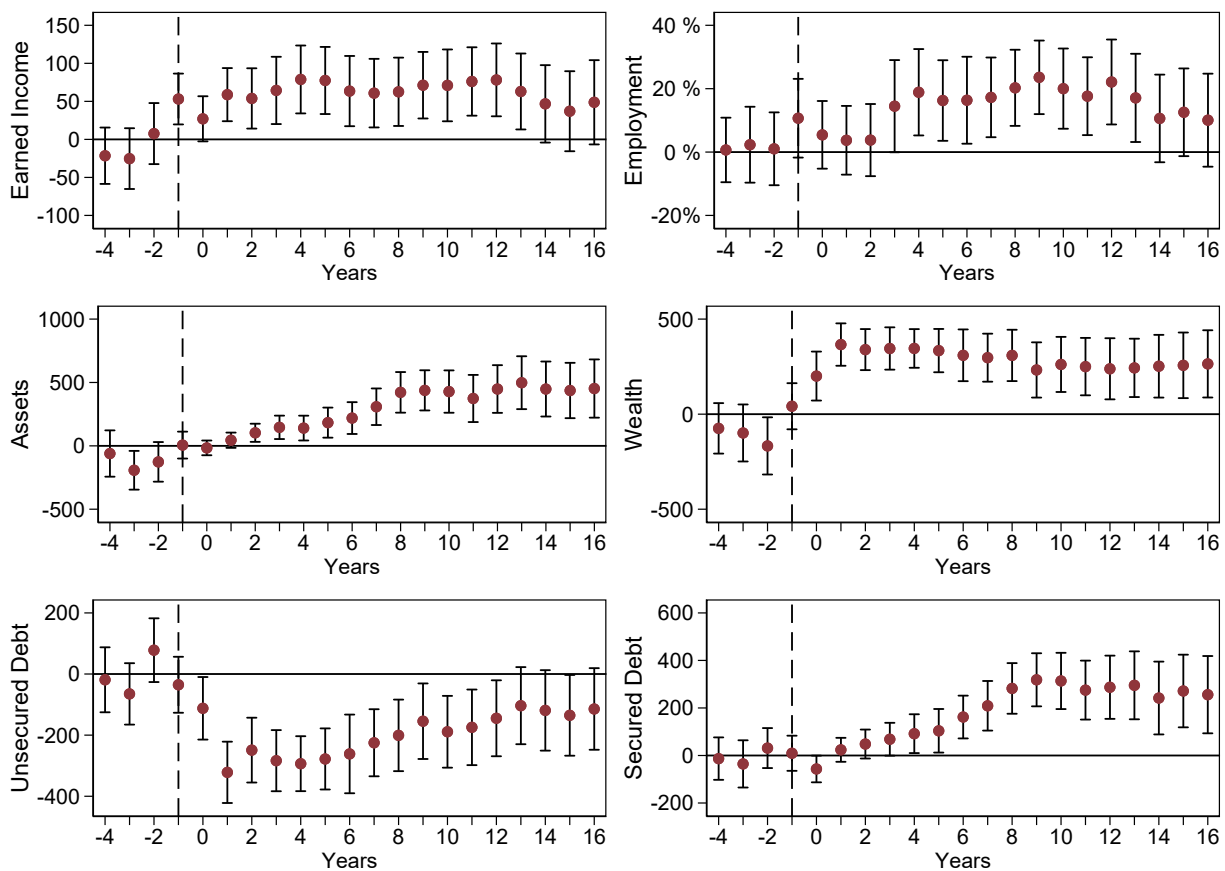 Earned Income
150
100
50
0
-50
-100
-4 -2 0 2 4 6 8 10 12 14 16
Years
Employment
40 %
20 %
0 %
-20%
-4 -2 0 2 4 6 8 10 12 14 16
Years
Assets
1000
500
0
-500
-4 -2 0 2 4 6 8 10 12 14 16
Years
Wealth
500
0
-500
-4 -2 0 2 4 6 8 10 12 14 16
Years
Unsecured Debt
200
0
-200
-400
-4 -2 0 2 4 6 8 10 12 14 16
Years
Secured Debt
600
400
200
0
-200
-4 -2 0 2 4 6 8 10 12 14 16
Years